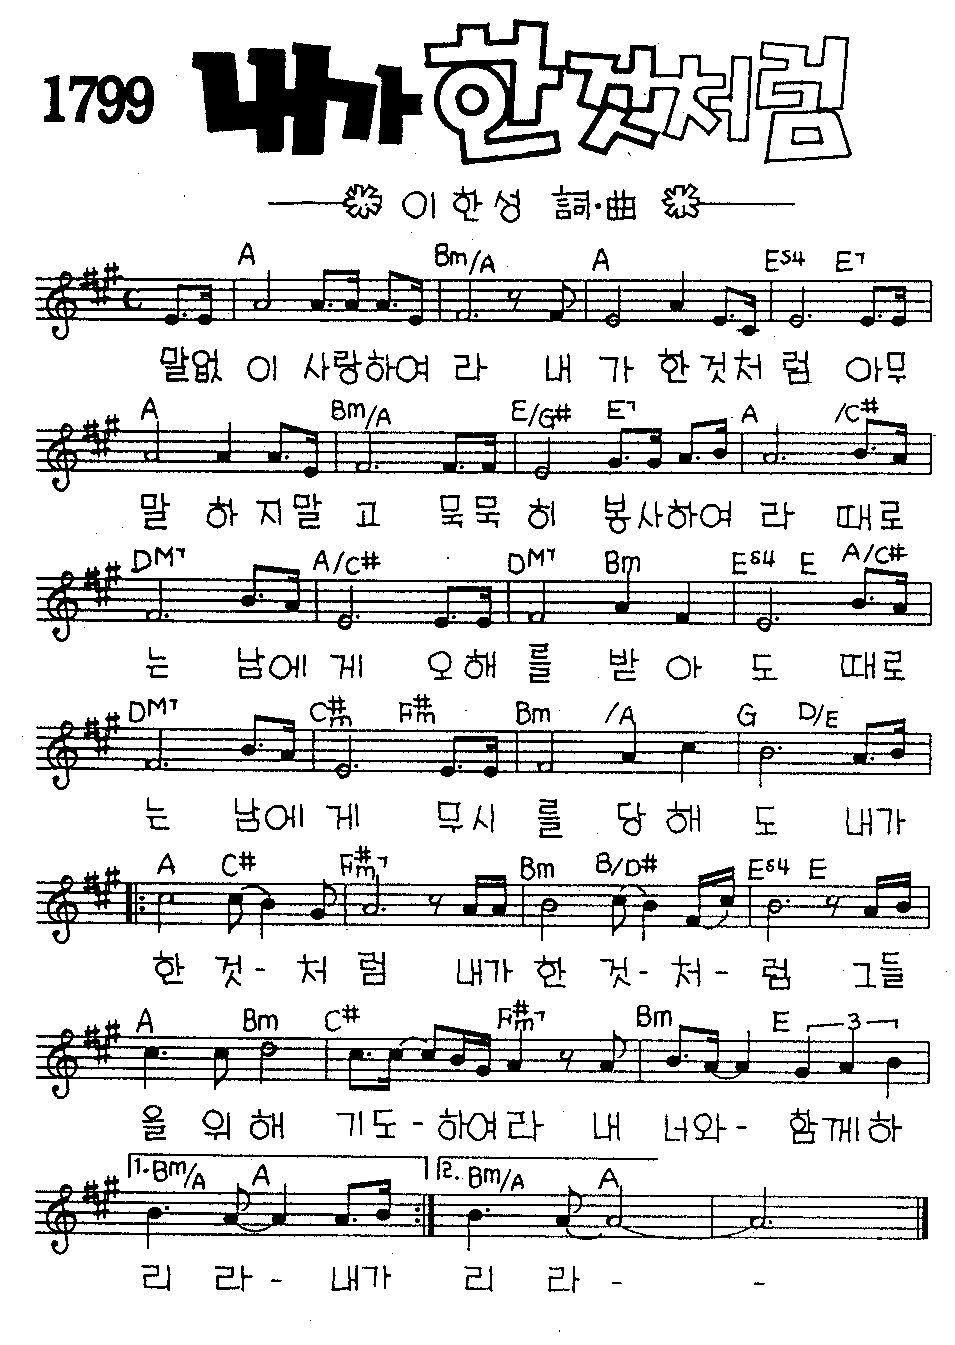 1799 내가 한것처럼
이한성 詞·曲
A Bm/A A Esus4 E7
말없 이 사랑하여 라 내 가 한것처 럼 아무
A Bm/A E/G# E7 A /C#
말 하 지말 고 묵묵 히 봉사하여 라 때로
DM7 A/C# DM7 Bm Esus4 E A/C#
는 남에 게 오해 를 받 아 도 때로
DM7 C#m F#m Bm /A G D/E
는 남에 게 무시 를 당 해 도 내가
A C# F#m7 Bm B/D# Esus4 E
한 것- 처 럼 내가 한 것- 처- 럼 그들
A Bm C# F#m7 Bm E 3
을 위 해 기도-하여라 내 너와- 함께하
1. Bm/A A 2. Bm/A A
리 라- 내가 리 라- -